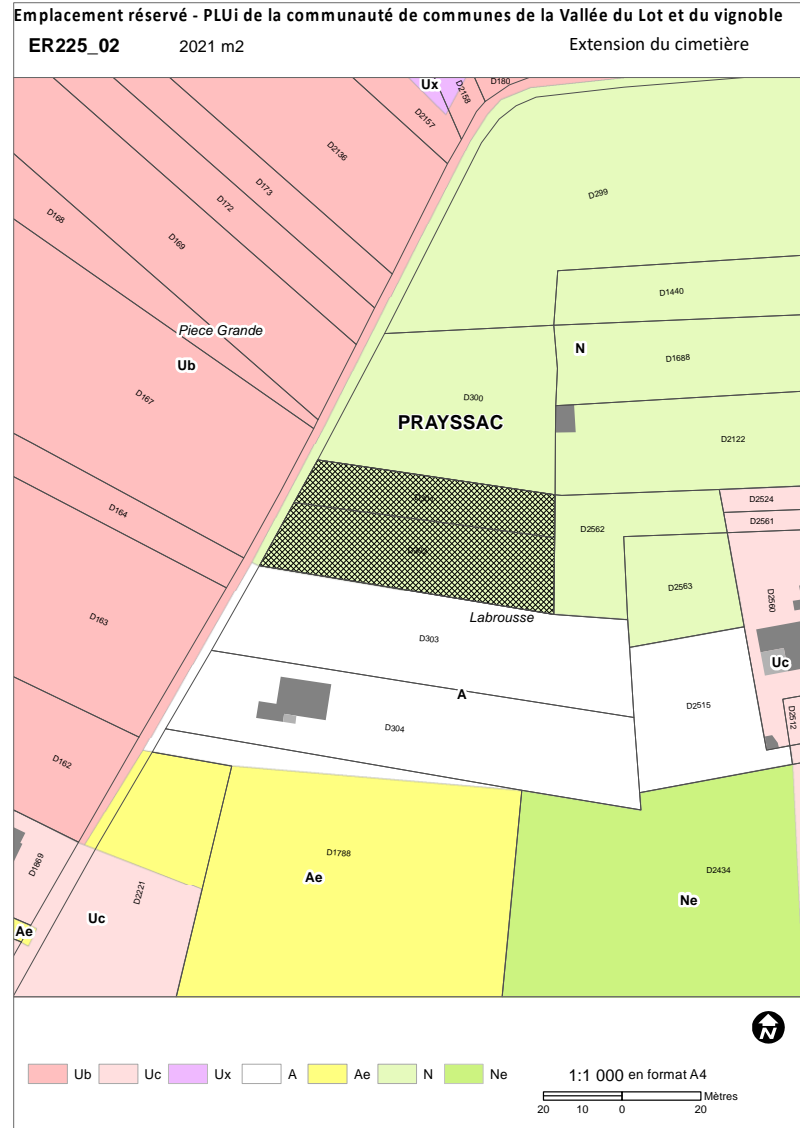 Emplacement réservé - PLUi de la communauté de communes de la Vallée du Lot et du vignoble
ER225_02 2021 m2 Extension du cimetière
Ux
D180
D2158
D2157
D2136
D173
D172
D169
D168
D299
D1440
Piece Grande
N
Ub
D1688
D167
D300
PRAYSSAC
D2122
D164
D2524
D2561
D2562
D2563
D2560
D163
Labrousse
D303
Uc
A
D2515
D2512
D304
D162
D1788
D1869
D2434
Ae
D2221
Ne
Uc
Ae
N
Ub Uc Ux A Ae N Ne
1:1 000 en format A4
Mètres
20 10 0 20